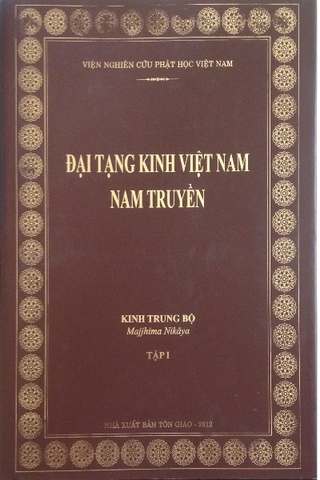 VIỆN NGHIÊN CỨU PHẬT HỌC VIỆT NAM
ĐẠI TẠNG KINH VIỆT NAM
NAM TRUYỀN
KINH TRUNG BỘ
Majjhima Nikāya
TẬP I
NHÀ XUẤT BẢN TÔN GIÁO - 2012